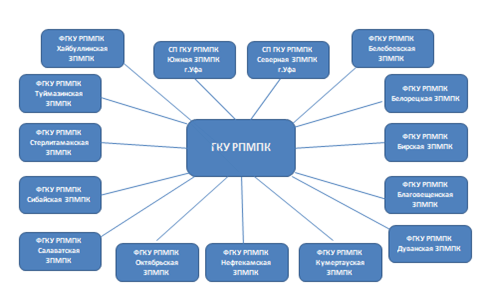 ФГКУ РПМПК
Хайбуллинская
ЗПМПК
СП ГКУ РПМПК
Южная ЗПМПК
г.Уфа
СП ГКУ РПМПК
Северная ЗПМПК
г.Уфа
ФГКУ РПМПК
Белебеевская
ЗПМПК
ФГКУ РПМПК
Туймазинская
ЗПМПК
ФГКУ РПМПК
Белорецкая ЗПМПК
ФГКУ РПМПК
Стерлитамакская
ЗПМПК
ГКУ РПМПК
ФГКУ РПМПК
Бирская ЗПМПК
ФГКУ РПМПК
Сибайская ЗПМПК
ФГКУ РПМПК
Благовещенская
ЗПМПК
ФГКУ РПМПК
Салаватская
ЗПМПК
ФГКУ РПМПК
Октябрьская
ЗПМПК
ФГКУ РПМПК
Нефтекамская
ЗПМПК
ФГКУ РПМПК
Кумертауская
ЗПМПК
ФГКУ РПМПК
Дуванская ЗПМПК